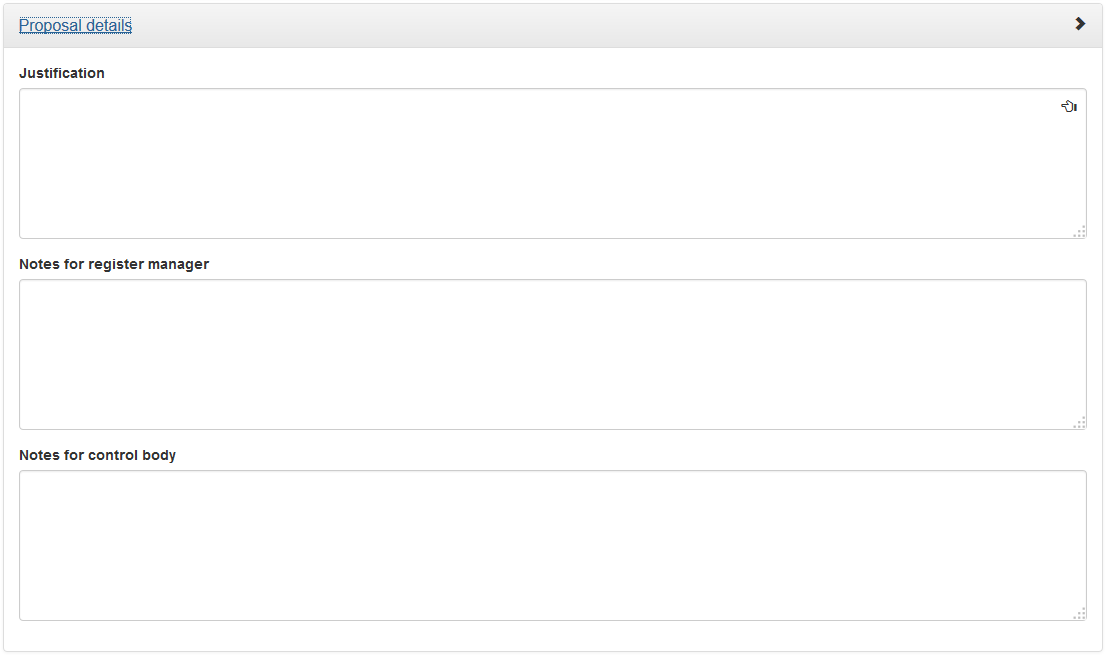 Proposal details
Justification
Notes for register manager
Notes for control body